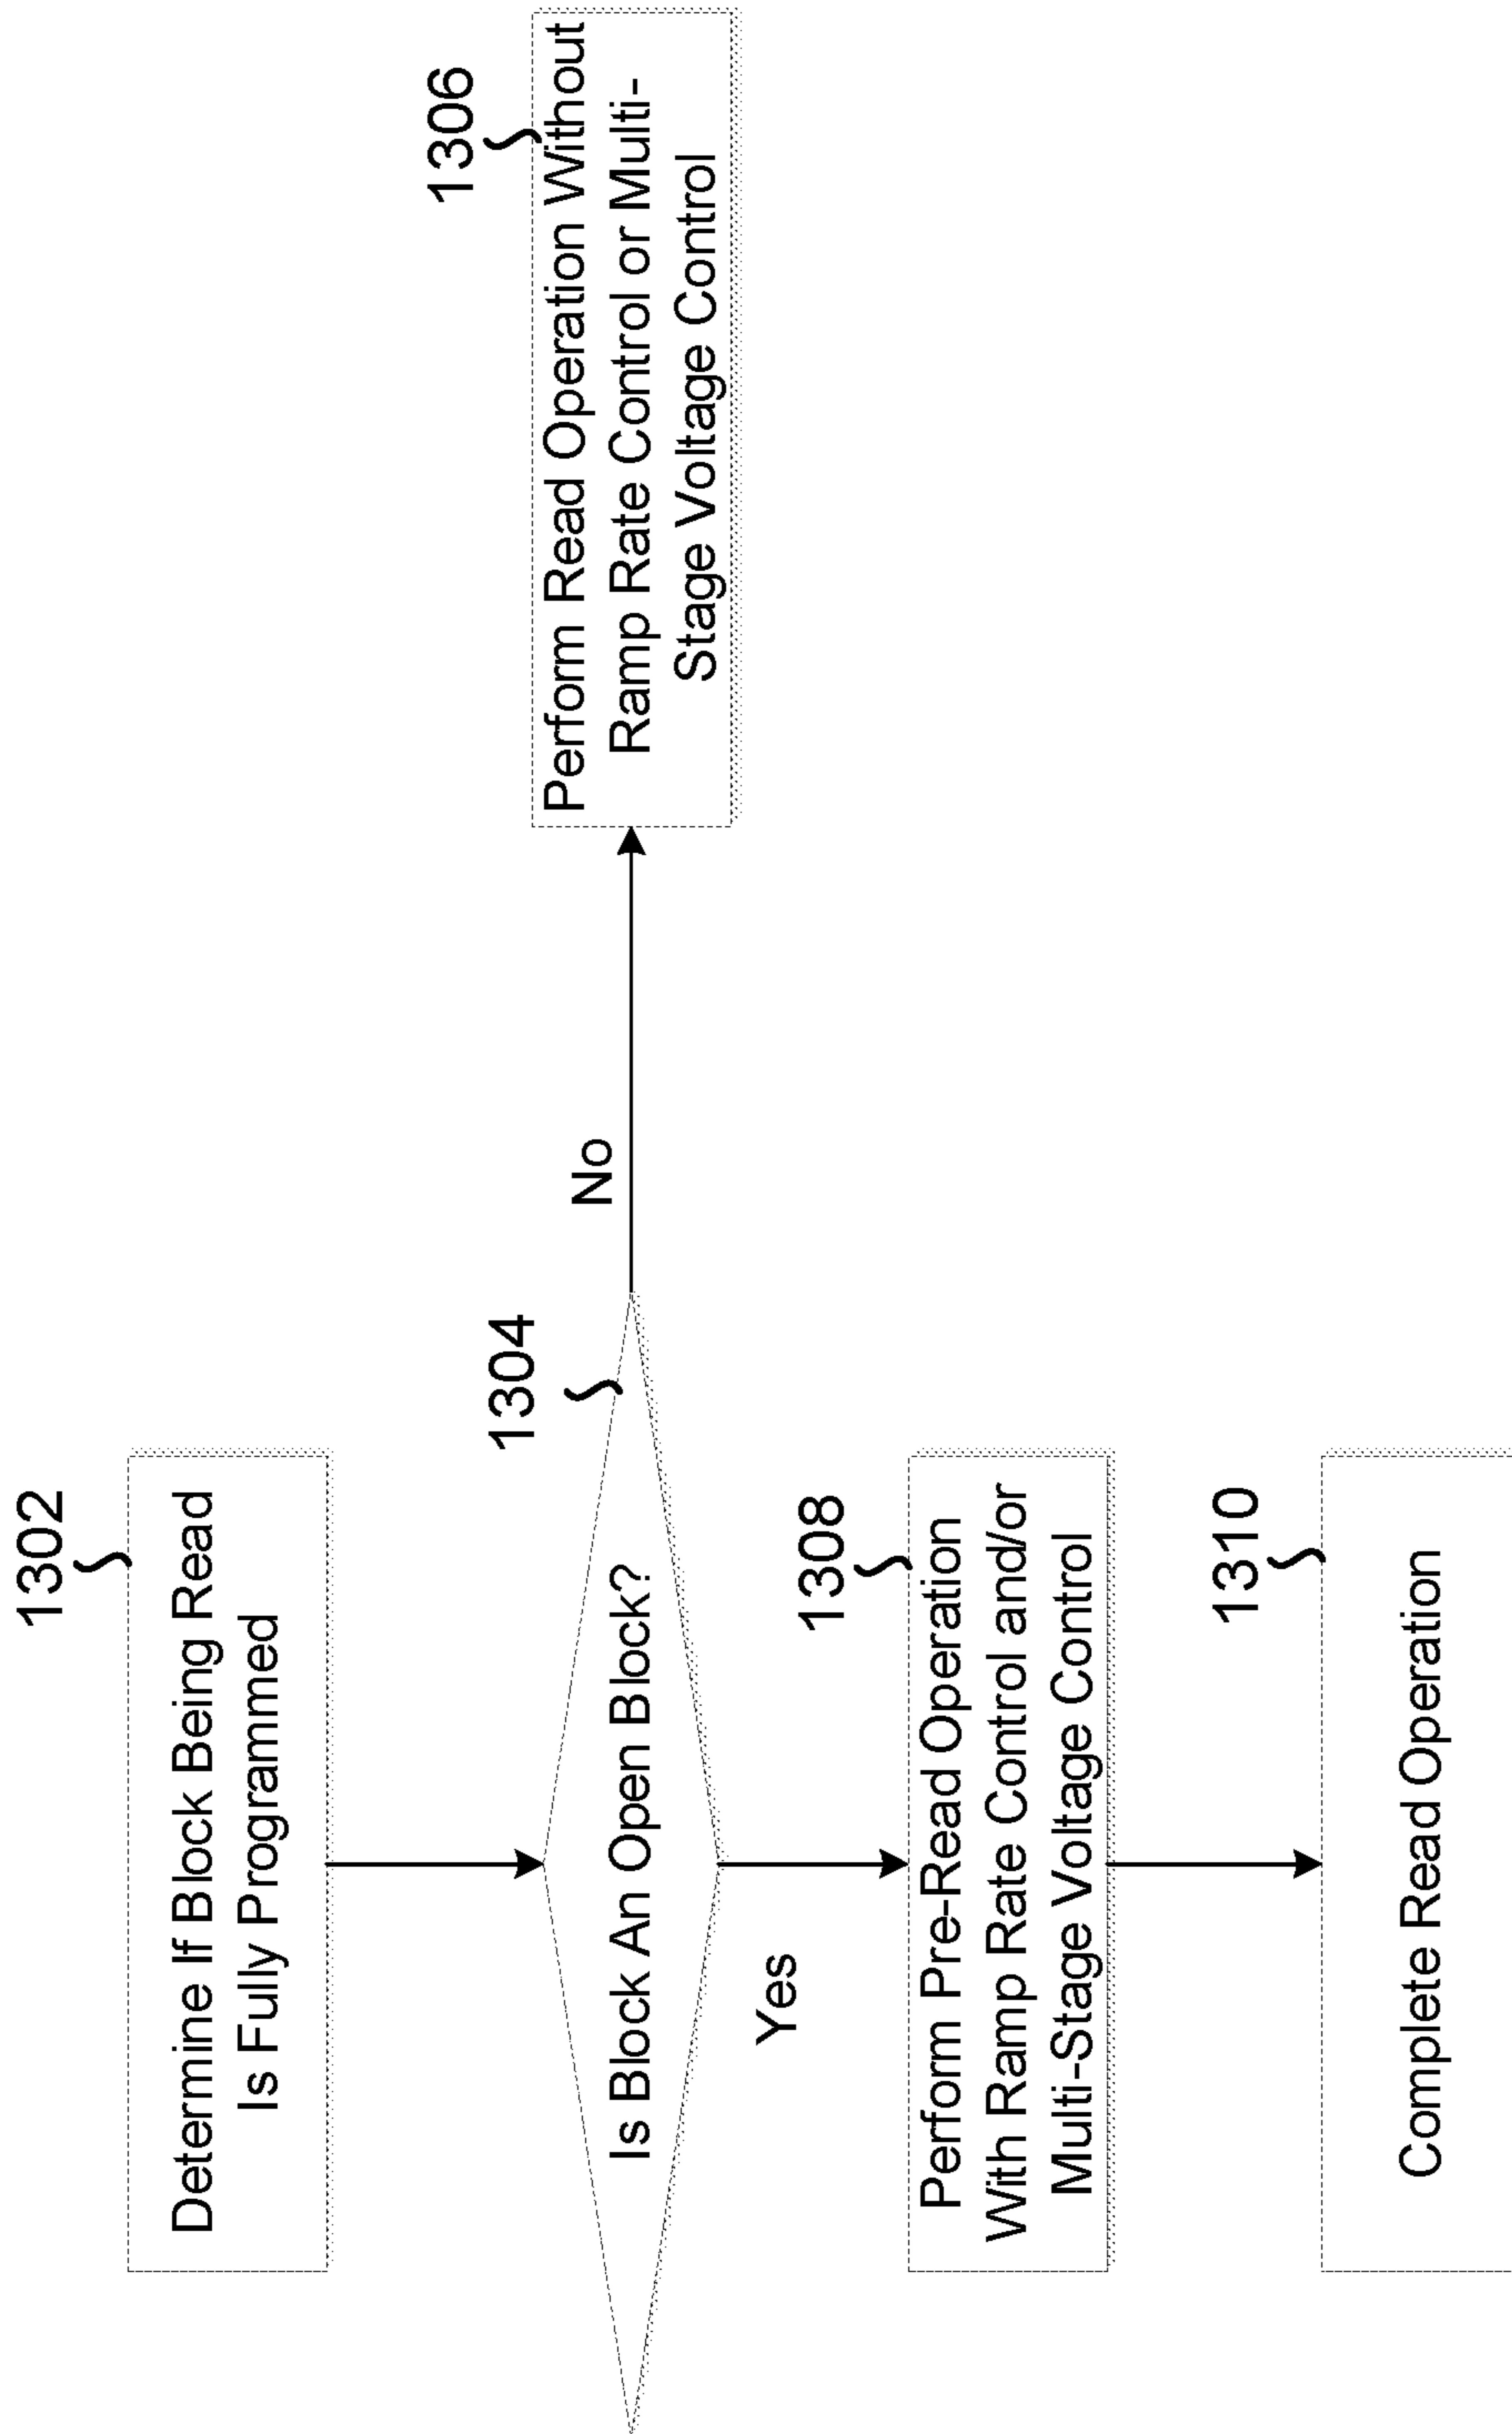 1302
Determine If Block Being Read
Is Fully Programmed
1304
Is Block An Open Block?
No
1306
Perform Read Operation Without
Ramp Rate Control or Multi-
Stage Voltage Control
Yes
1308
Perform Pre-Read Operation
With Ramp Rate Control and/or
Multi-Stage Voltage Control
1310
Complete Read Operation